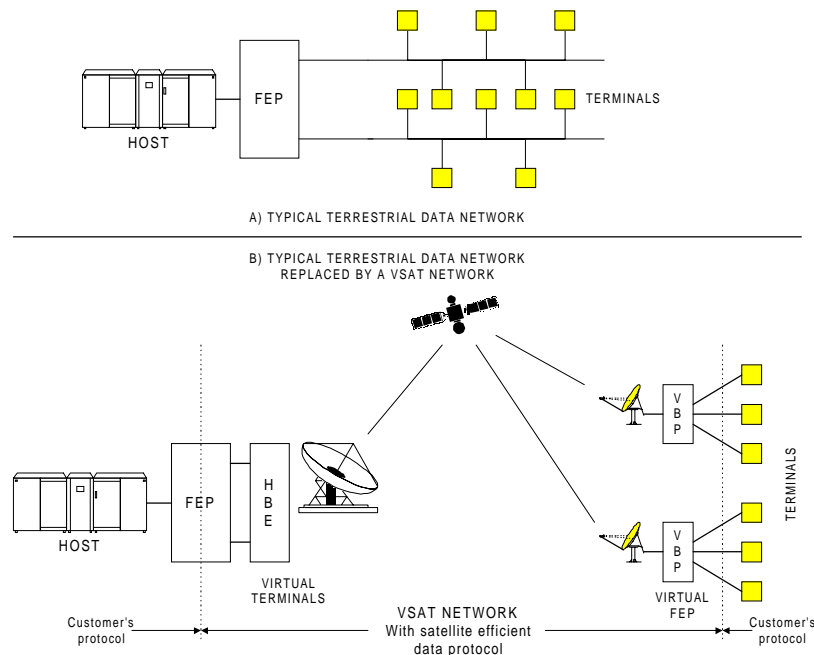 FEP
TERMINALS
HOST
A) TYPICAL TERRESTRIAL DATA NETWORK
B) TYPICAL TERRESTRIAL DATA NETWORK
REPLACED BY A VSAT NETWORK
V
B
P
FEP
H
B
E
TERMINALS
HOST
V
B
P
VIRTUAL
TERMINALS
VIRTUAL
FEP
Customer's
protocol
VSAT NETWORK
With satellite efficient
data protocol
Customer's
protocol